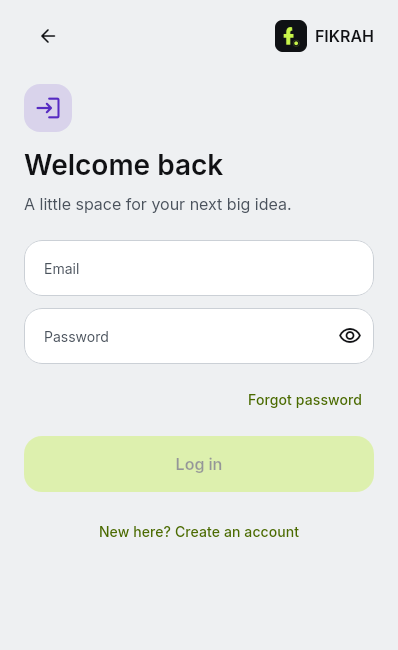 f. FIKRAH
Welcome back
A little space for your next big idea.
Email
Password
Forgot password
Log in
New here? Create an account